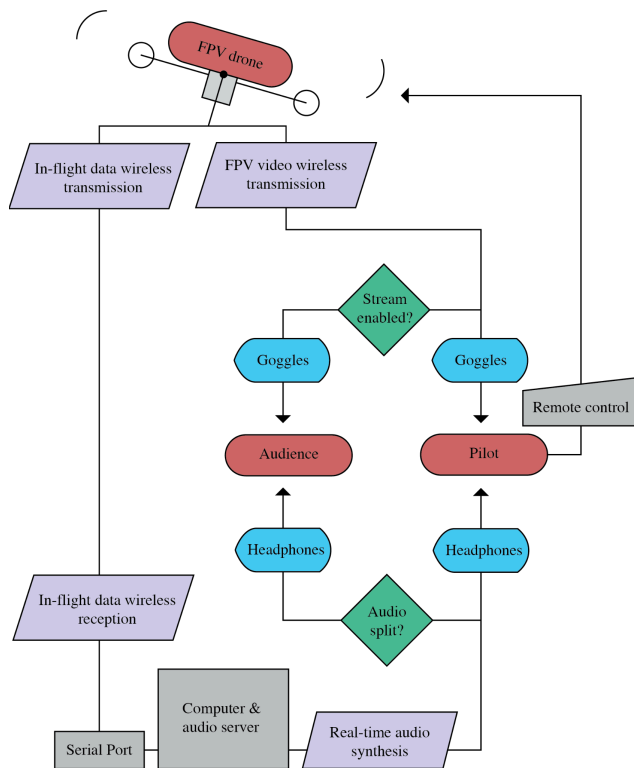 FPV drone
In-flight data wireless
transmission
FPV video wireless
transmission
Stream
enabled?
Goggles
Goggles
Remote control
Audience
Pilot
Headphones
Headphones
In-flight data wireless
reception
Audio
split?
Computer &
audio server
Serial Port
Real-time audio
synthesis